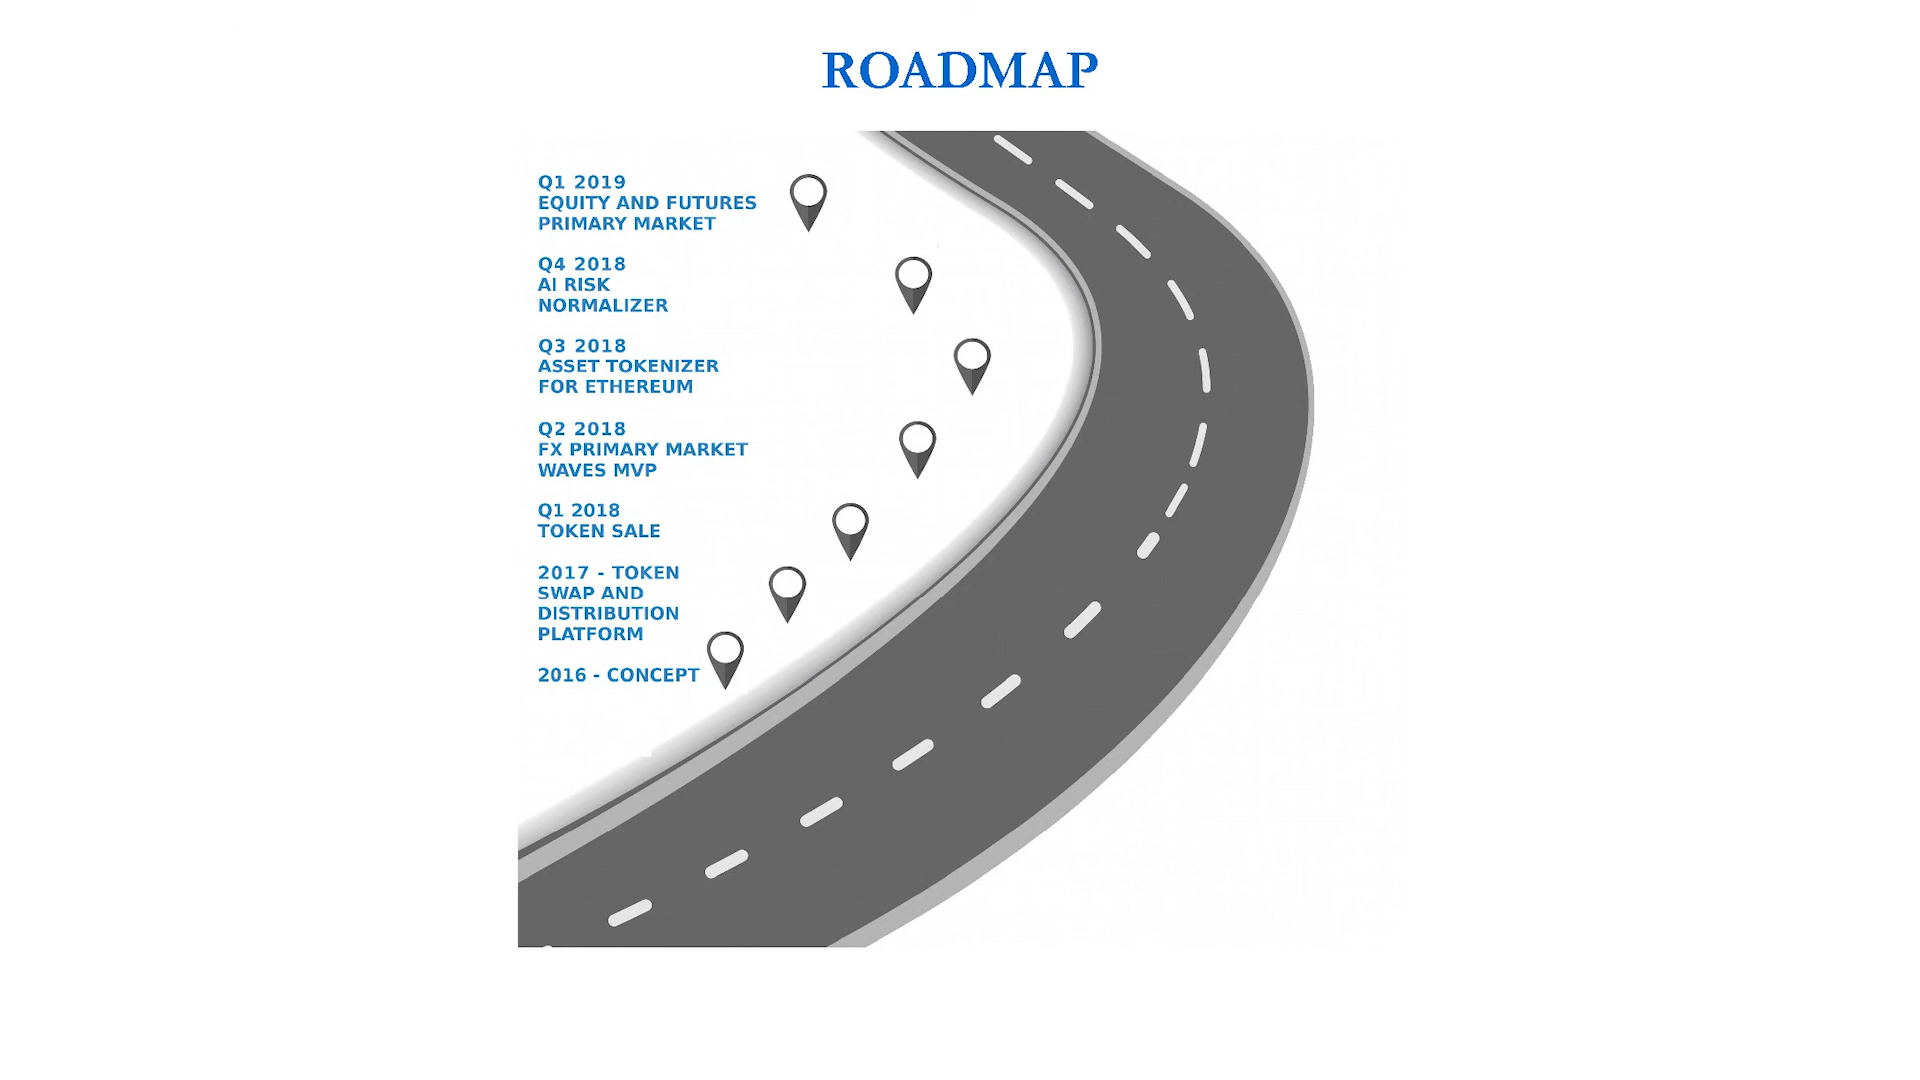 ROADMAP
Q1 2019
EQUITY AND FUTURES
PRIMARY MARKET
Q4 2018
AI RISK
NORMALIZER
Q3 2018
ASSET TOKENIZER
FOR ETHEREUM
Q2 2018
FX PRIMARY MARKET
WAVES MVP
Q1 2018
TOKEN SALE
2017 - TOKEN
SWAP AND
DISTRIBUTION
PLATFORM
2016 - CONCEPT